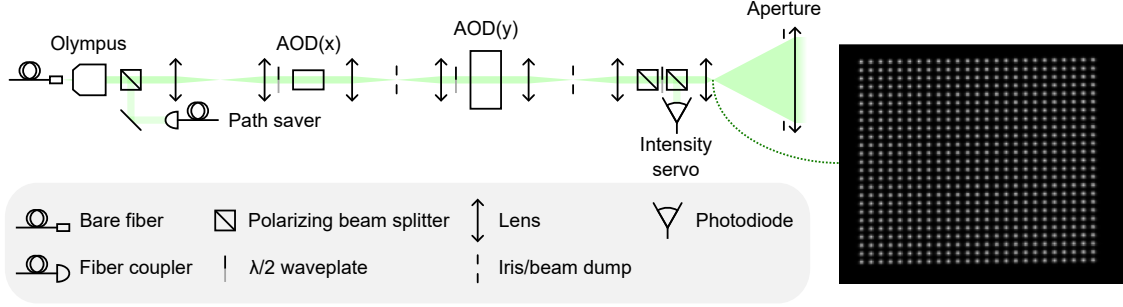 Aperture
Olympus
AOD(x)
AOD(y)
Path saver
Intensity
servo
Bare fiber
Polarizing beam splitter
Lens
Photodiode
Fiber coupler
λ/2 waveplate
Iris/beam dump